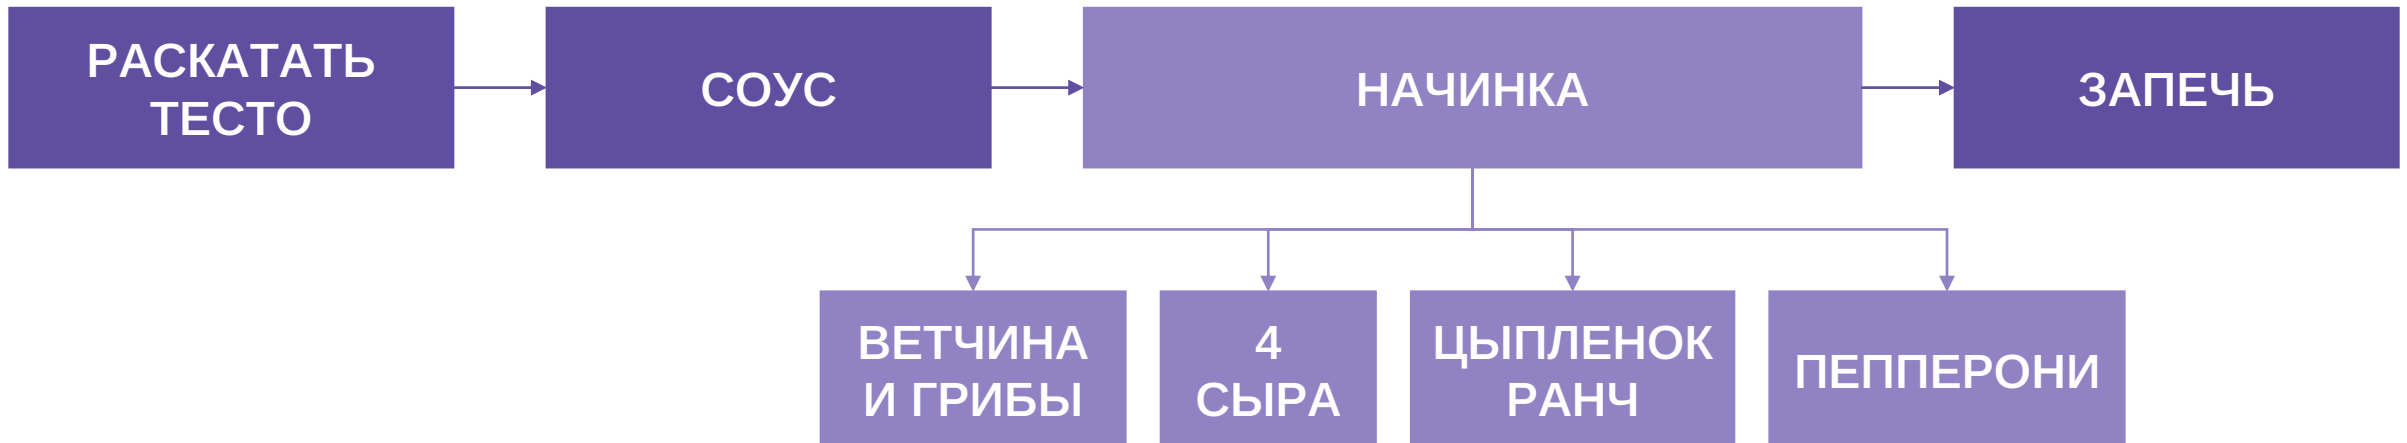 РАСКАТАТЬ
ТЕСТО
СОУС
НАЧИНКА
ЗАПЕЧЬ
ВЕТЧИНА
И ГРИБЫ
4
СЫРА
ЦЫПЛЕНОК
РАНЧ
ПЕППЕРОНИ